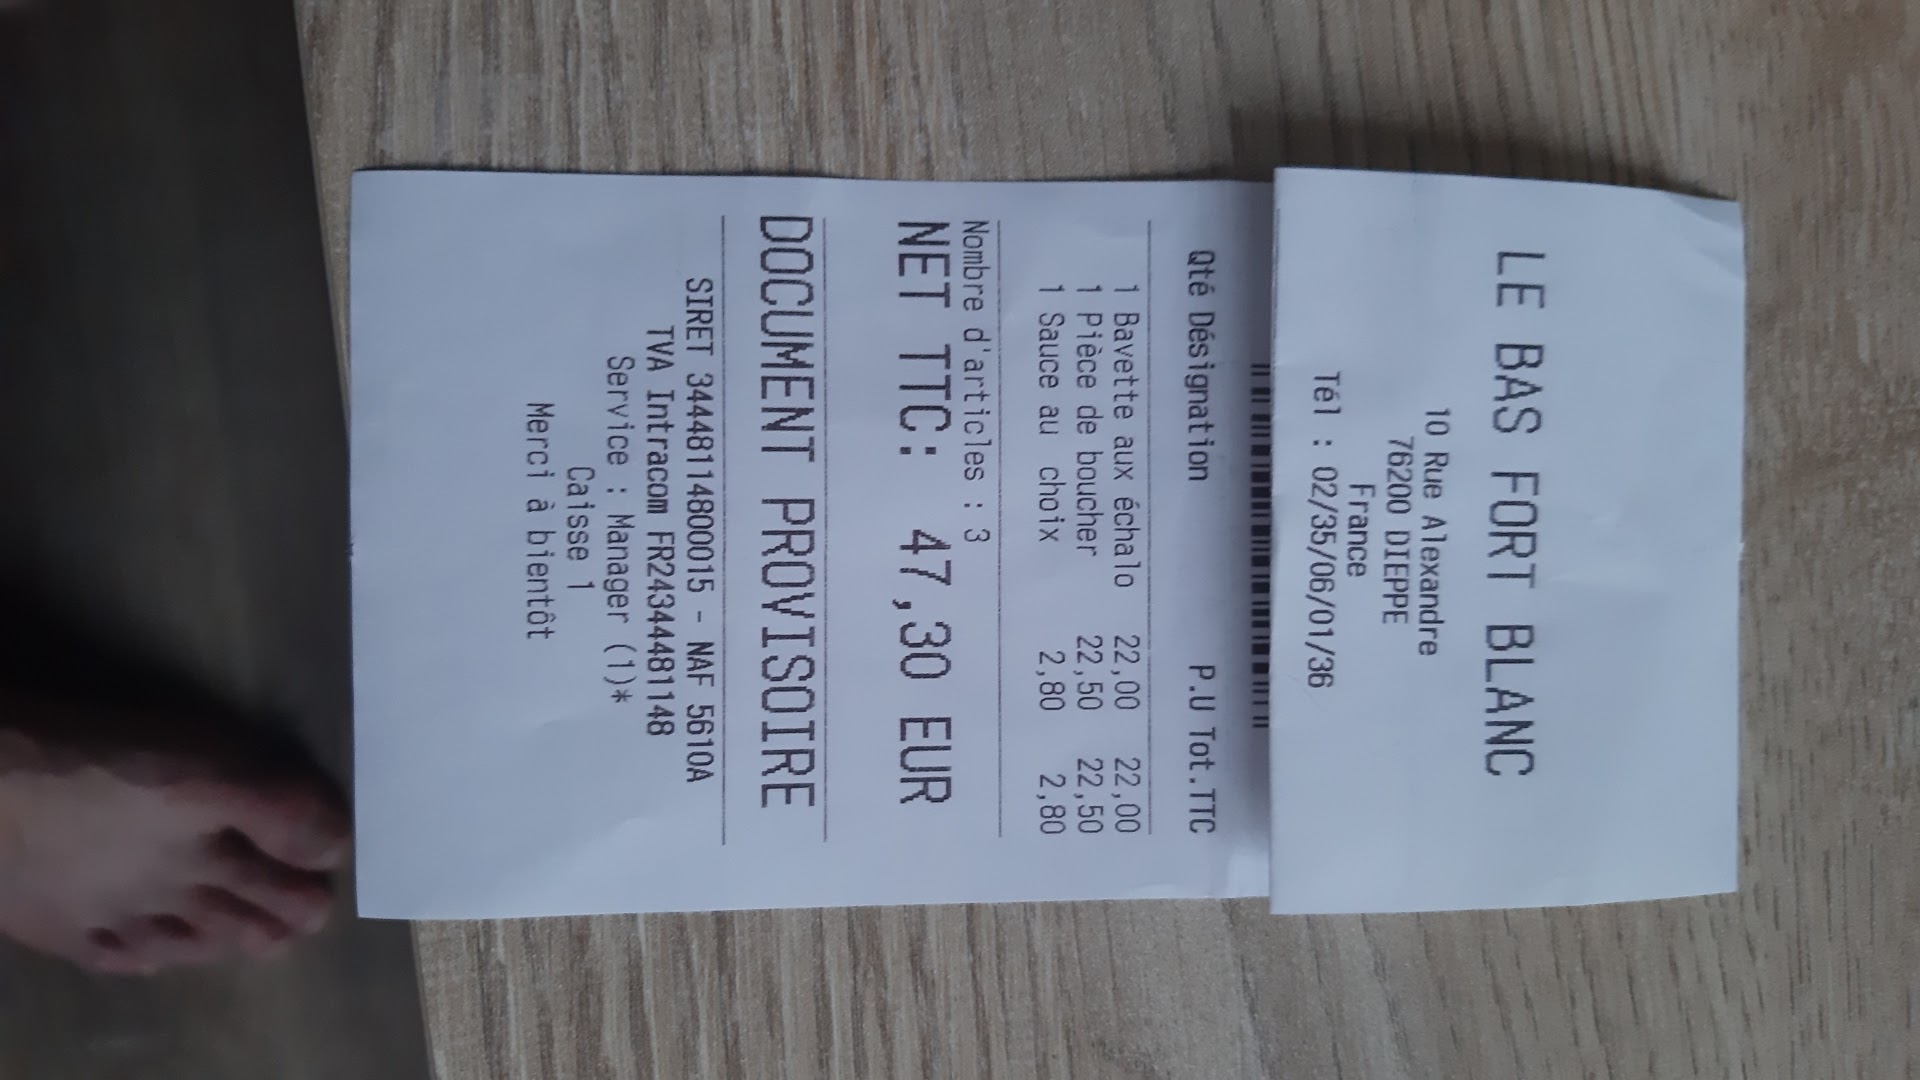 LE BAS FORT BLANC
10 Rue Alexandre
76200 DIEPPE
France
Tél : 02/35/06/01/36
Qté Désignation P.U Tot.TTC
1 Bavette aux échalo 22,00 22,00
1 Pièce de boucher 22,50 22,50
1 Sauce au choix 2,80 2,80
Nombre d'articles : 3
NET TTC: 47,30 EUR
DOCUMENT PROVISOIRE
SIRET 34448114800015 - NAF 5610A
TVA Intracom FR24344481148
Service : Manager (1)*
Caisse 1
Merci à bientôt